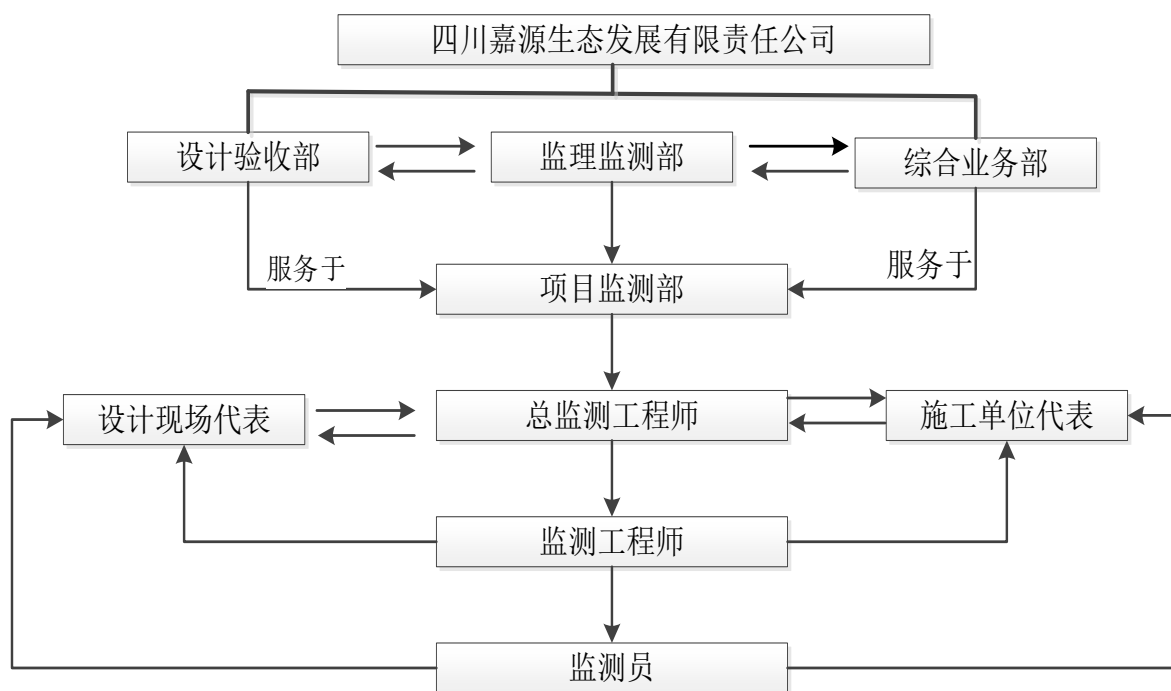 四川嘉源生态发展有限责任公司
设计验收部
监理监测部
综合业务部
服务于
服务于
项目监测部
设计现场代表
总监测工程师
施工单位代表
监测工程师
监测员